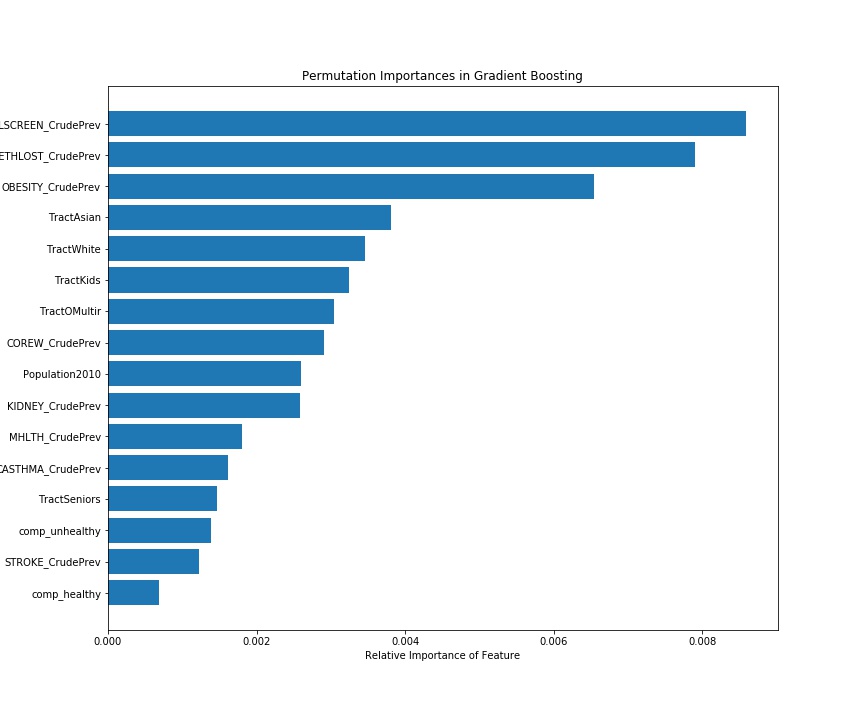 Permutation Importances in Gradient Boosting
LSCREEN_CrudePrev
ETHLOST_CrudePrev
OBESITY_CrudePrev
TractAsian
TractWhite
TractKids
TractOMultir
COREW_CrudePrev
Population2010
KIDNEY_CrudePrev
MHLTH_CrudePrev
CASTHMA_CrudePrev
TractSeniors
comp_unhealthy
STROKE_CrudePrev
comp_healthy
0.000 0.002 0.004 0.006 0.008
Relative Importance of Feature